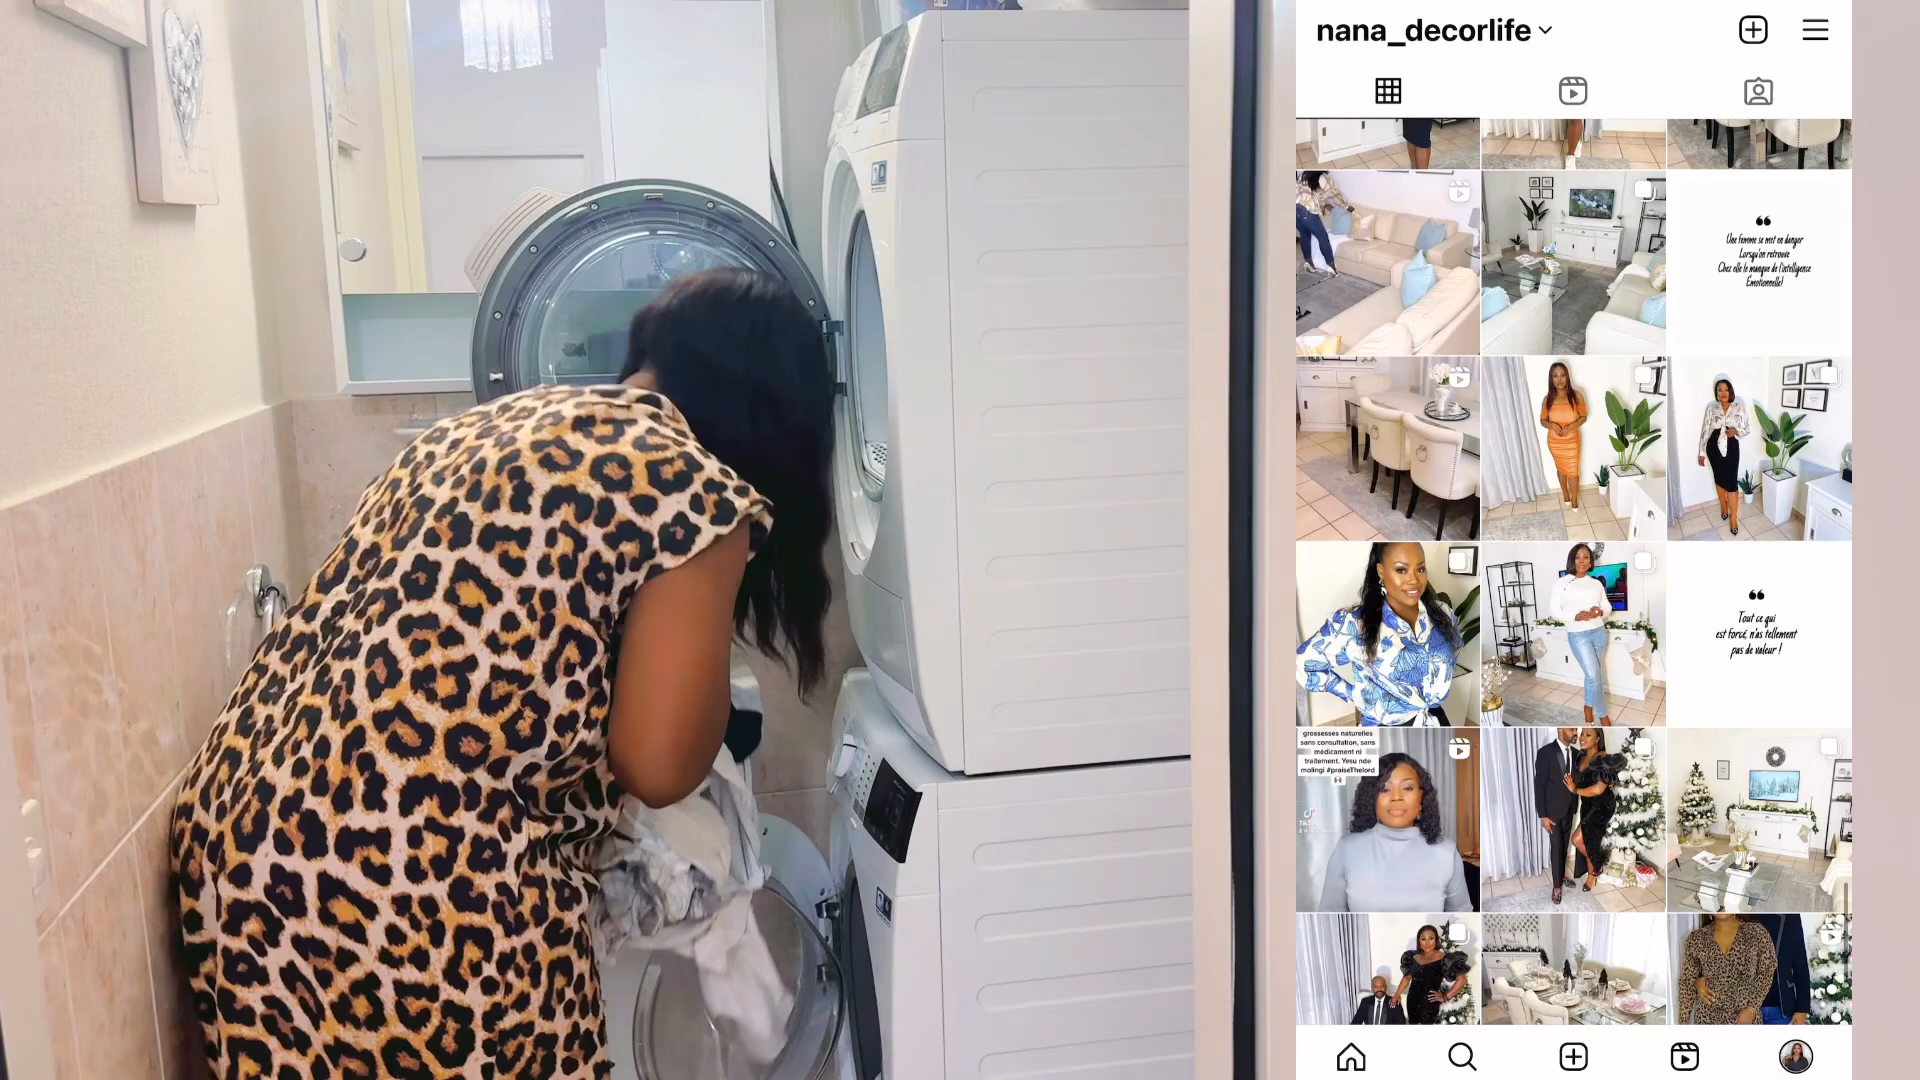 nana_decorlife
Une femme se met en danger
Lorsqu'on retrouve
Chez elle le manque de l'intelligence
Émotionnelle!
Tout ce qui
est forcé, n'as tellement
pas de valeur !
grossesses naturelles
sans consultation, sans
médicament ni
traitement. Yesu nde
molingi #praiseThelord